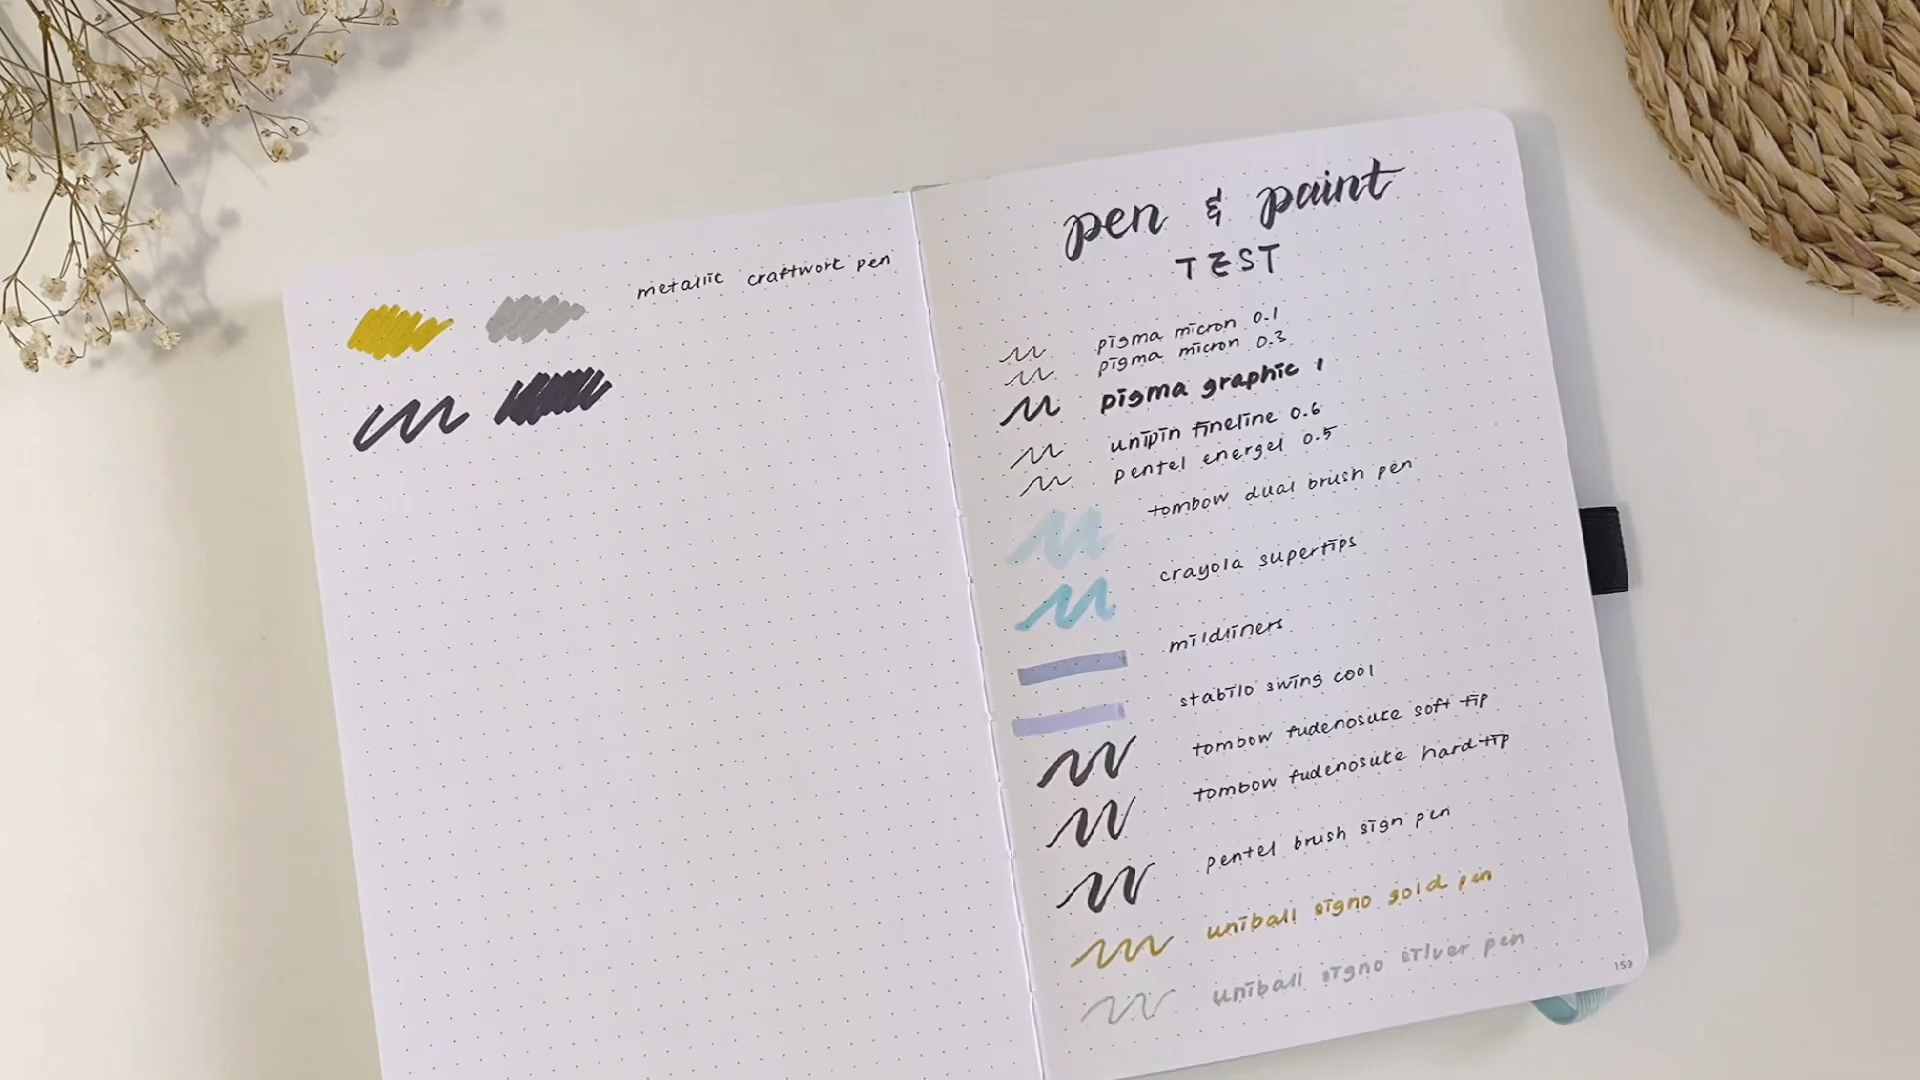 metallic craftwork pen
pen & paint
TEST
pigma micron 0.1
pigma micron 0.3
pigma graphic 1
unipin fineline 0.6
pentel energel 0.5
tombow dual brush pen
crayola supertips
mildliners
stabilo swing cool
tombow fudenosuke soft tip
tombow fudenosuke hard tip
pentel brush sign pen
uniball signo gold pen
uniball signo silver pen
159